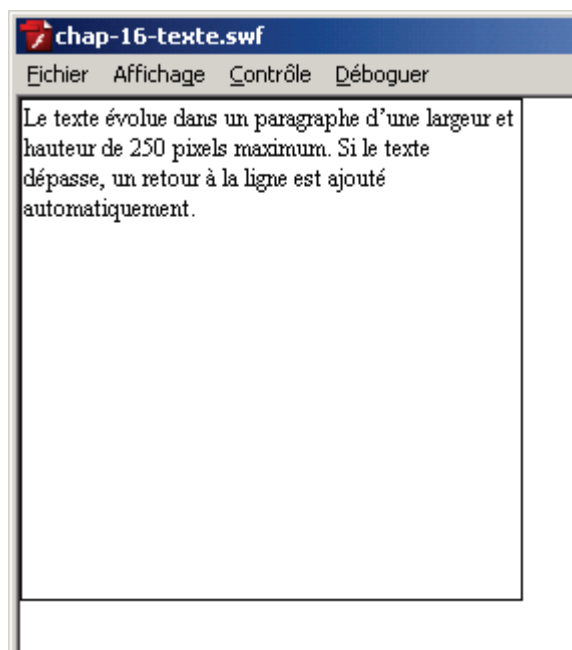 chap-16-texte.swf
Fichier Affichage Contrôle Déboguer
Le texte évolue dans un paragraphe d’une largeur et
hauteur de 250 pixels maximum. Si le texte
dépasse, un retour à la ligne est ajouté
automatiquement.